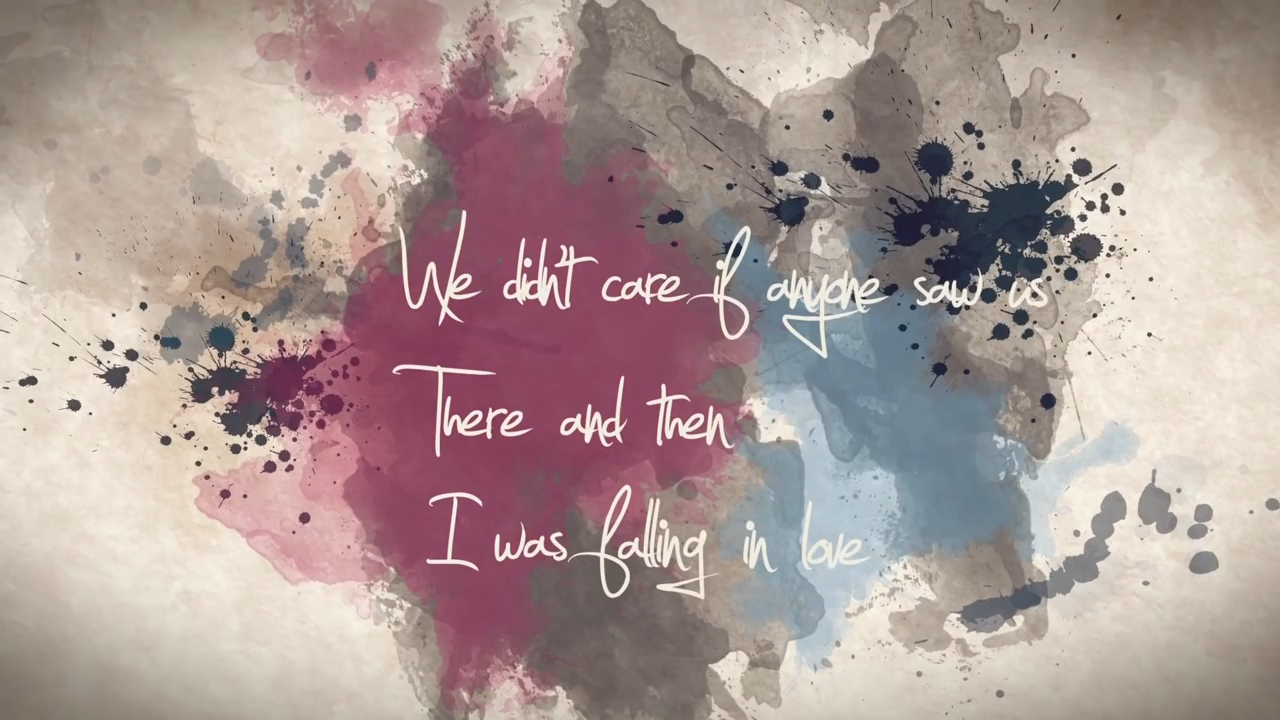 We didn't care if anyone saw us
There and then
I was falling in love